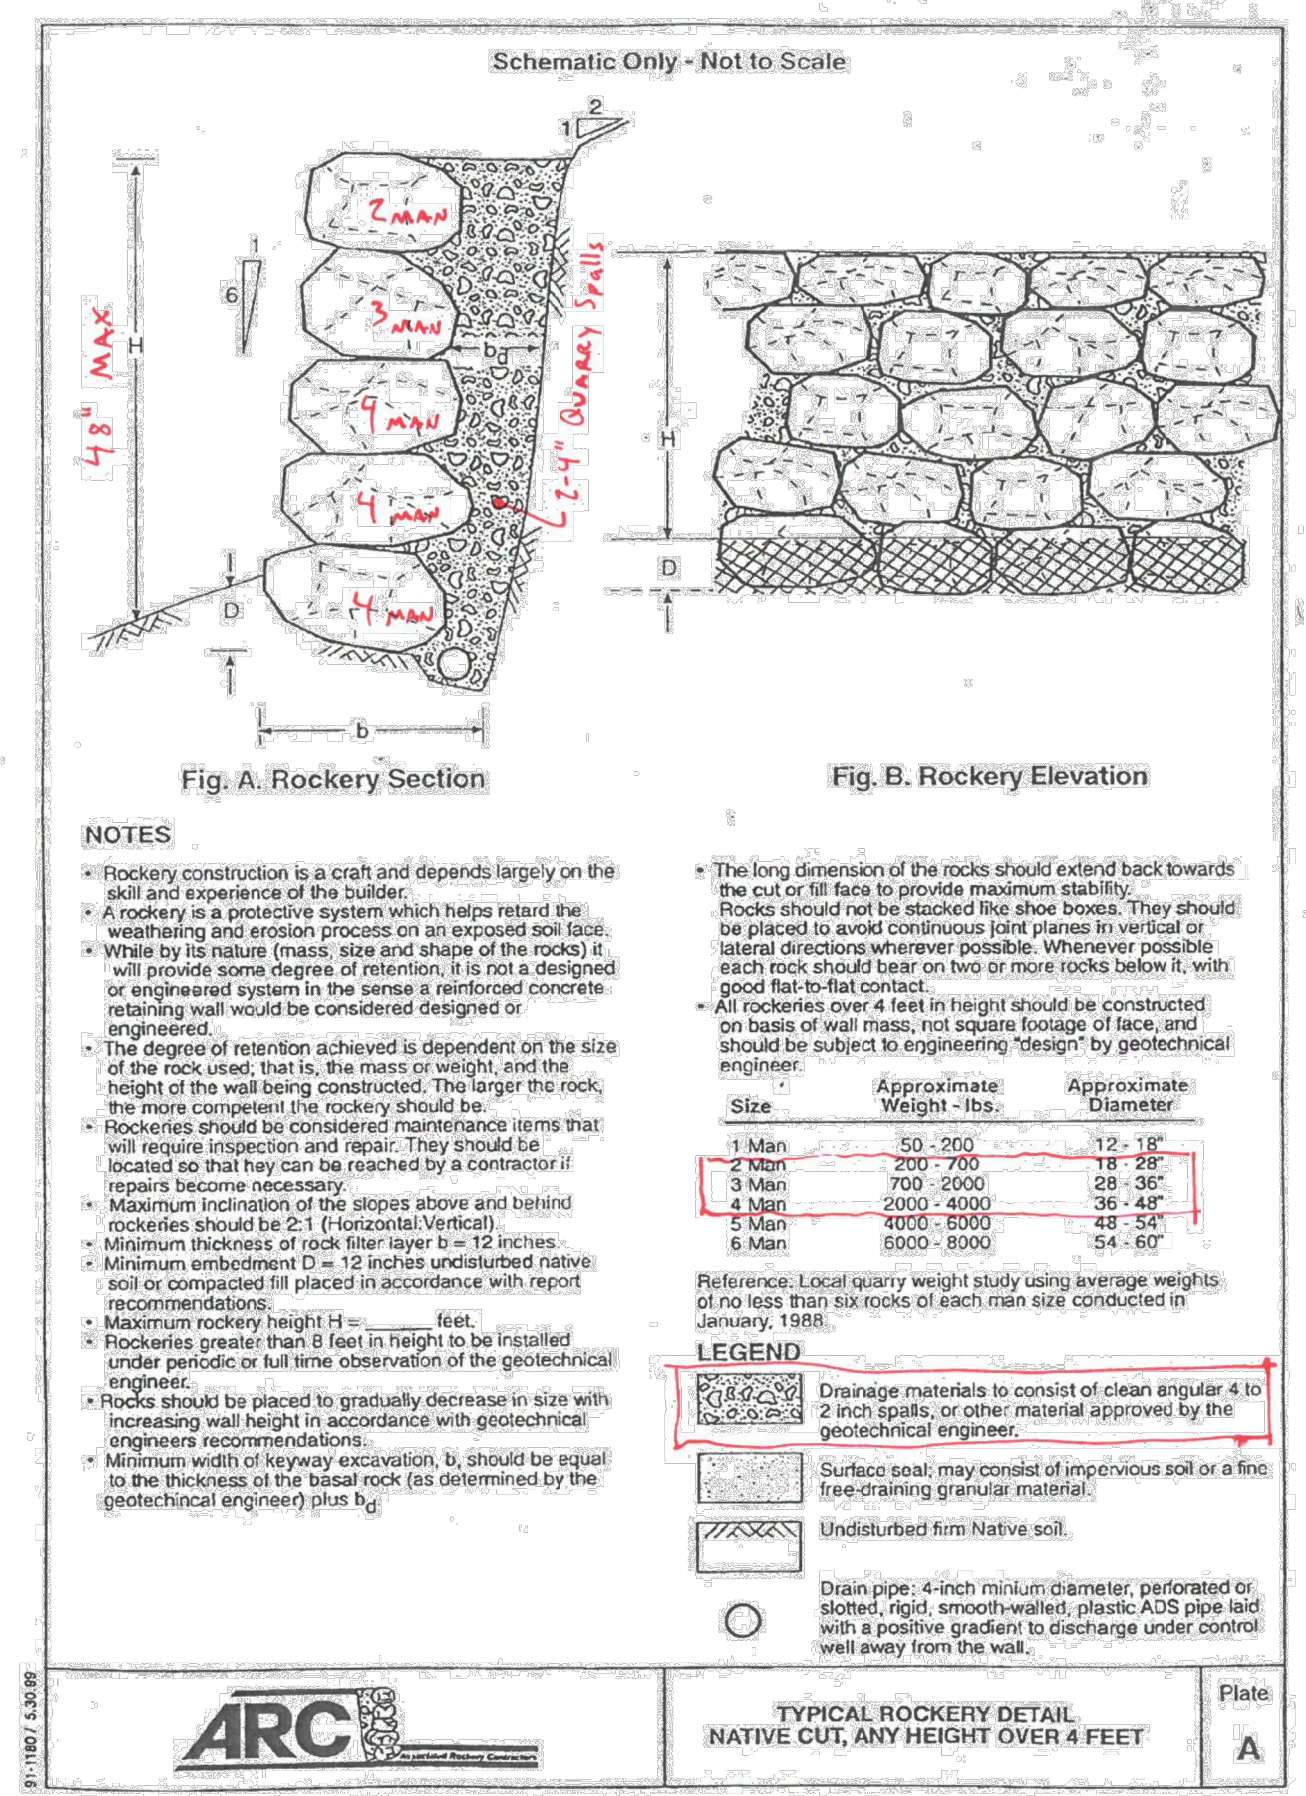 Schematic Only - Not to Scale
2
1
2 MAN
1
6
3 MAN
48" MAX
H
b d
4 MAN
2-4" QUARRY Spalls
4 MAN
D
4 MAN
b
H
D
Fig. A. Rockery Section
Fig. B. Rockery Elevation
NOTES
• Rockery construction is a craft and depends largely on the
skill and experience of the builder.
• A rockery is a protective system which helps retard the
weathering and erosion process on an exposed soil face.
• While by its nature (mass, size and shape of the rocks) it
will provide some degree of retention, it is not a designed
or engineered system in the sense a reinforced concrete
retaining wall would be considered designed or
engineered.
• The degree of retention achieved is dependent on the size
of the rock used; that is, the mass or weight, and the
height of the wall being constructed. The larger the rock,
the more competent the rockery should be.
• Rockeries should be considered maintenance items that
will require inspection and repair. They should be
located so that hey can be reached by a contractor if
repairs become necessary.
• Maximum inclination of the slopes above and behind
rockeries should be 2:1 (Horizontal:Vertical).
• Minimum thickness of rock filter layer b = 12 inches.
• Minimum embedment D = 12 inches undisturbed native
soil or compacted fill placed in accordance with report
recommendations.
• Maximum rockery height H = ______ feet.
• Rockeries greater than 8 feet in height to be installed
under periodic or full time observation of the geotechnical
engineer.
• Rocks should be placed to gradually decrease in size with
increasing wall height in accordance with geotechnical
engineers recommendations.
• Minimum width of keyway excavation, b, should be equal
to the thickness of the basal rock (as determined by the
geotechincal engineer) plus b d
• The long dimension of the rocks should extend back towards
the cut or fill face to provide maximum stability.
Rocks should not be stacked like shoe boxes. They should
be placed to avoid continuous joint planes in vertical or
lateral directions wherever possible. Whenever possible
each rock should bear on two or more rocks below it, with
good flat-to-flat contact.
• All rockeries over 4 feet in height should be constructed
on basis of wall mass, not square footage of face, and
should be subject to engineering "design" by geotechnical
engineer.
Approximate Approximate
Size Weight - lbs. Diameter
1 Man 50 - 200 12 - 18"
2 Man 200 - 700 18 - 28"
3 Man 700 - 2000 28 - 36"
4 Man 2000 - 4000 36 - 48"
5 Man 4000 - 6000 48 - 54"
6 Man 6000 - 8000 54 - 60"
Reference: Local quarry weight study using average weights
of no less than six rocks of each man size conducted in
January, 1988.
LEGEND
Drainage materials to consist of clean angular 4 to
2 inch spalls, or other material approved by the
geotechnical engineer.
Surface seal; may consist of impervious soil or a fine
free-draining granular material.
Undisturbed firm Native soil.
Drain pipe; 4-inch minium diameter, perforated or
slotted, rigid, smooth-walled, plastic ADS pipe laid
with a positive gradient to discharge under control
well away from the wall.
91-1180 / 5.30.99
ARC
Associated Rockery Contractors
TYPICAL ROCKERY DETAIL
NATIVE CUT, ANY HEIGHT OVER 4 FEET
Plate
A